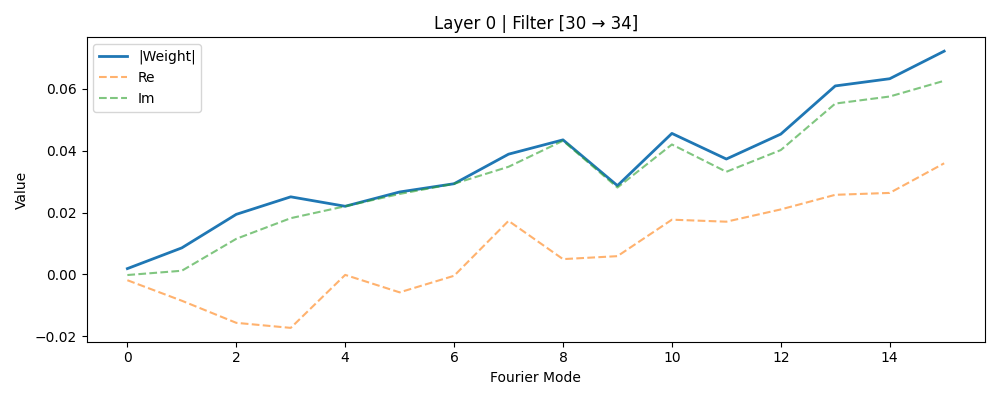 Layer 0 | Filter [30 → 34]
|Weight|
Re
Im
Value
0.06
0.04
0.02
0.00
−0.02
0 2 4 6 8 10 12 14
Fourier Mode